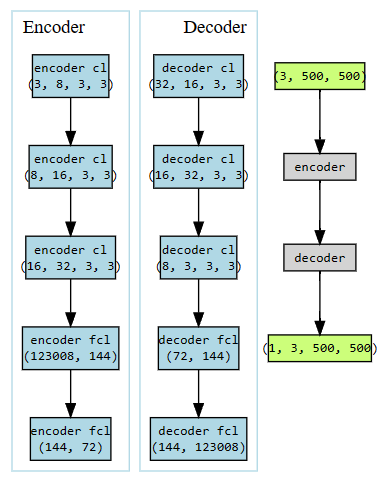 Encoder
encoder cl
(3, 8, 3, 3)
encoder cl
(8, 16, 3, 3)
encoder cl
(16, 32, 3, 3)
encoder fcl
(123008, 144)
encoder fcl
(144, 72)
Decoder
decoder cl
(32, 16, 3, 3)
decoder cl
(16, 32, 3, 3)
decoder cl
(8, 3, 3, 3)
decoder fcl
(72, 144)
decoder fcl
(144, 123008)
(3, 500, 500)
encoder
decoder
(1, 3, 500, 500)